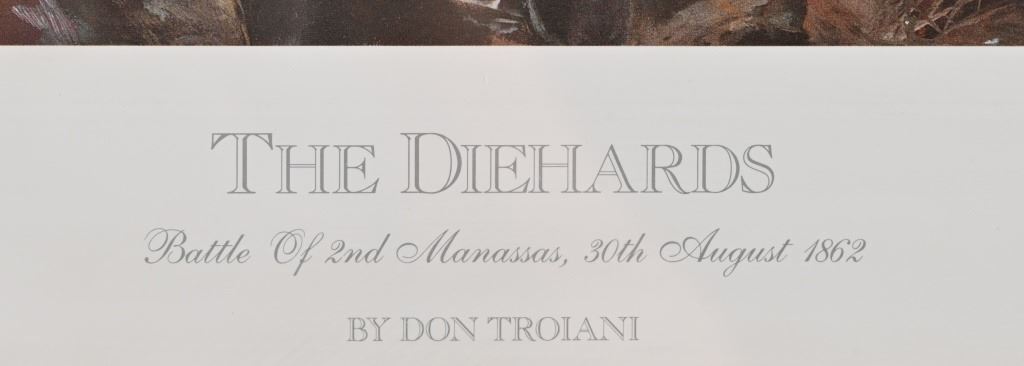 THE DIEHARDS
Battle Of 2nd Manassas, 30th August 1862
BY DON TROIANI